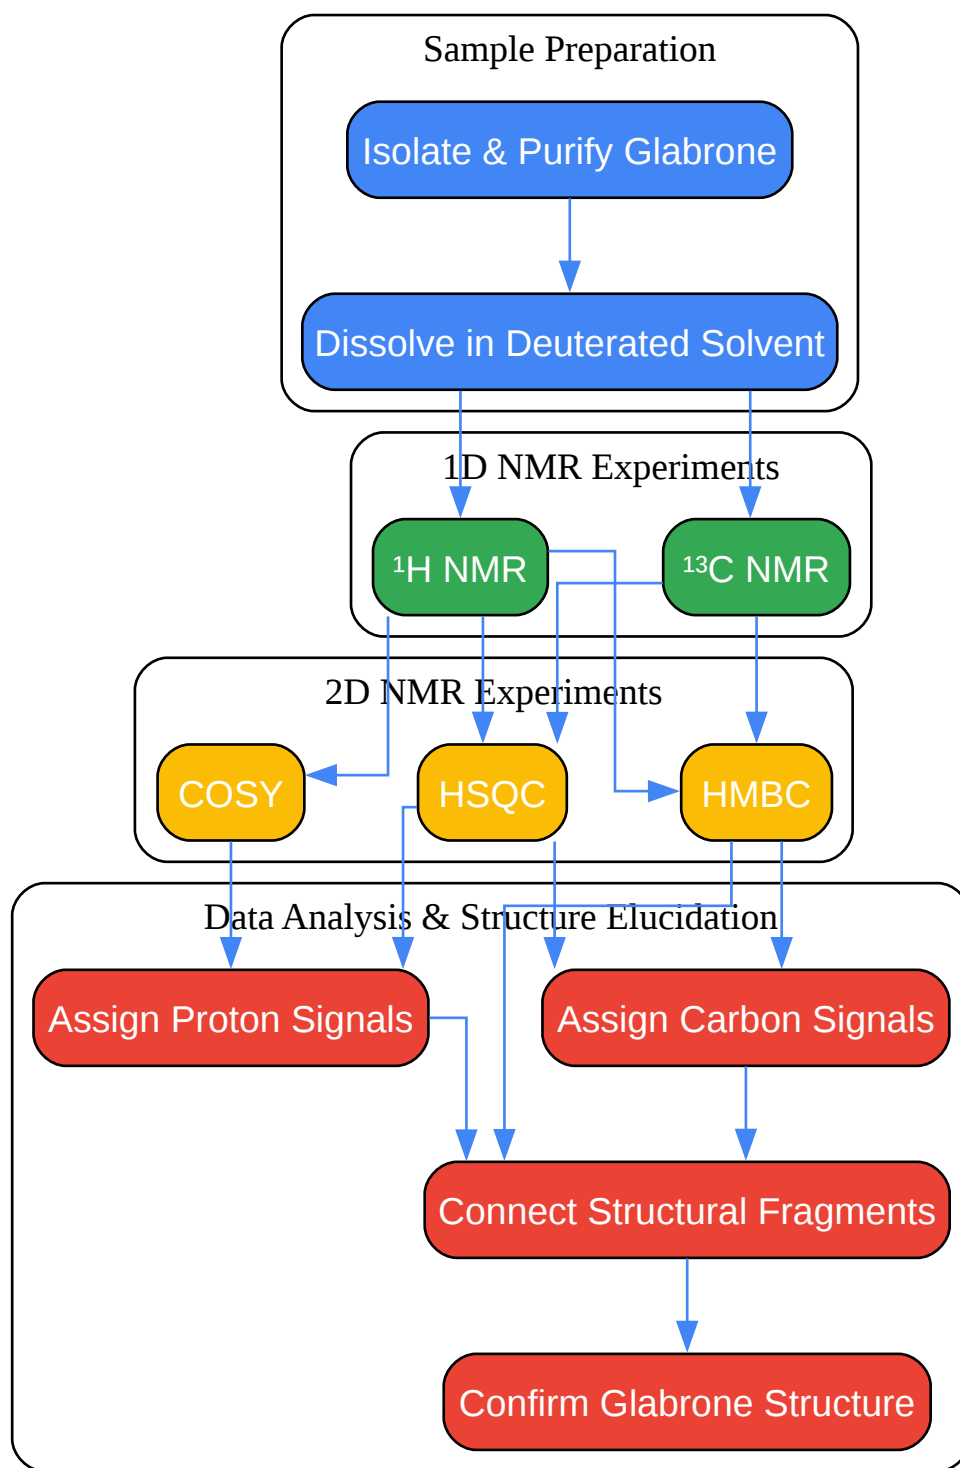 Sample Preparation
Isolate & Purify Glabrone
Dissolve in Deuterated Solvent
1D NMR Experiments
¹H NMR
¹³C NMR
2D NMR Experiments
COSY
HSQC
HMBC
Data Analysis & Structure Elucidation
Assign Proton Signals
Assign Carbon Signals
Connect Structural Fragments
Confirm Glabrone Structure